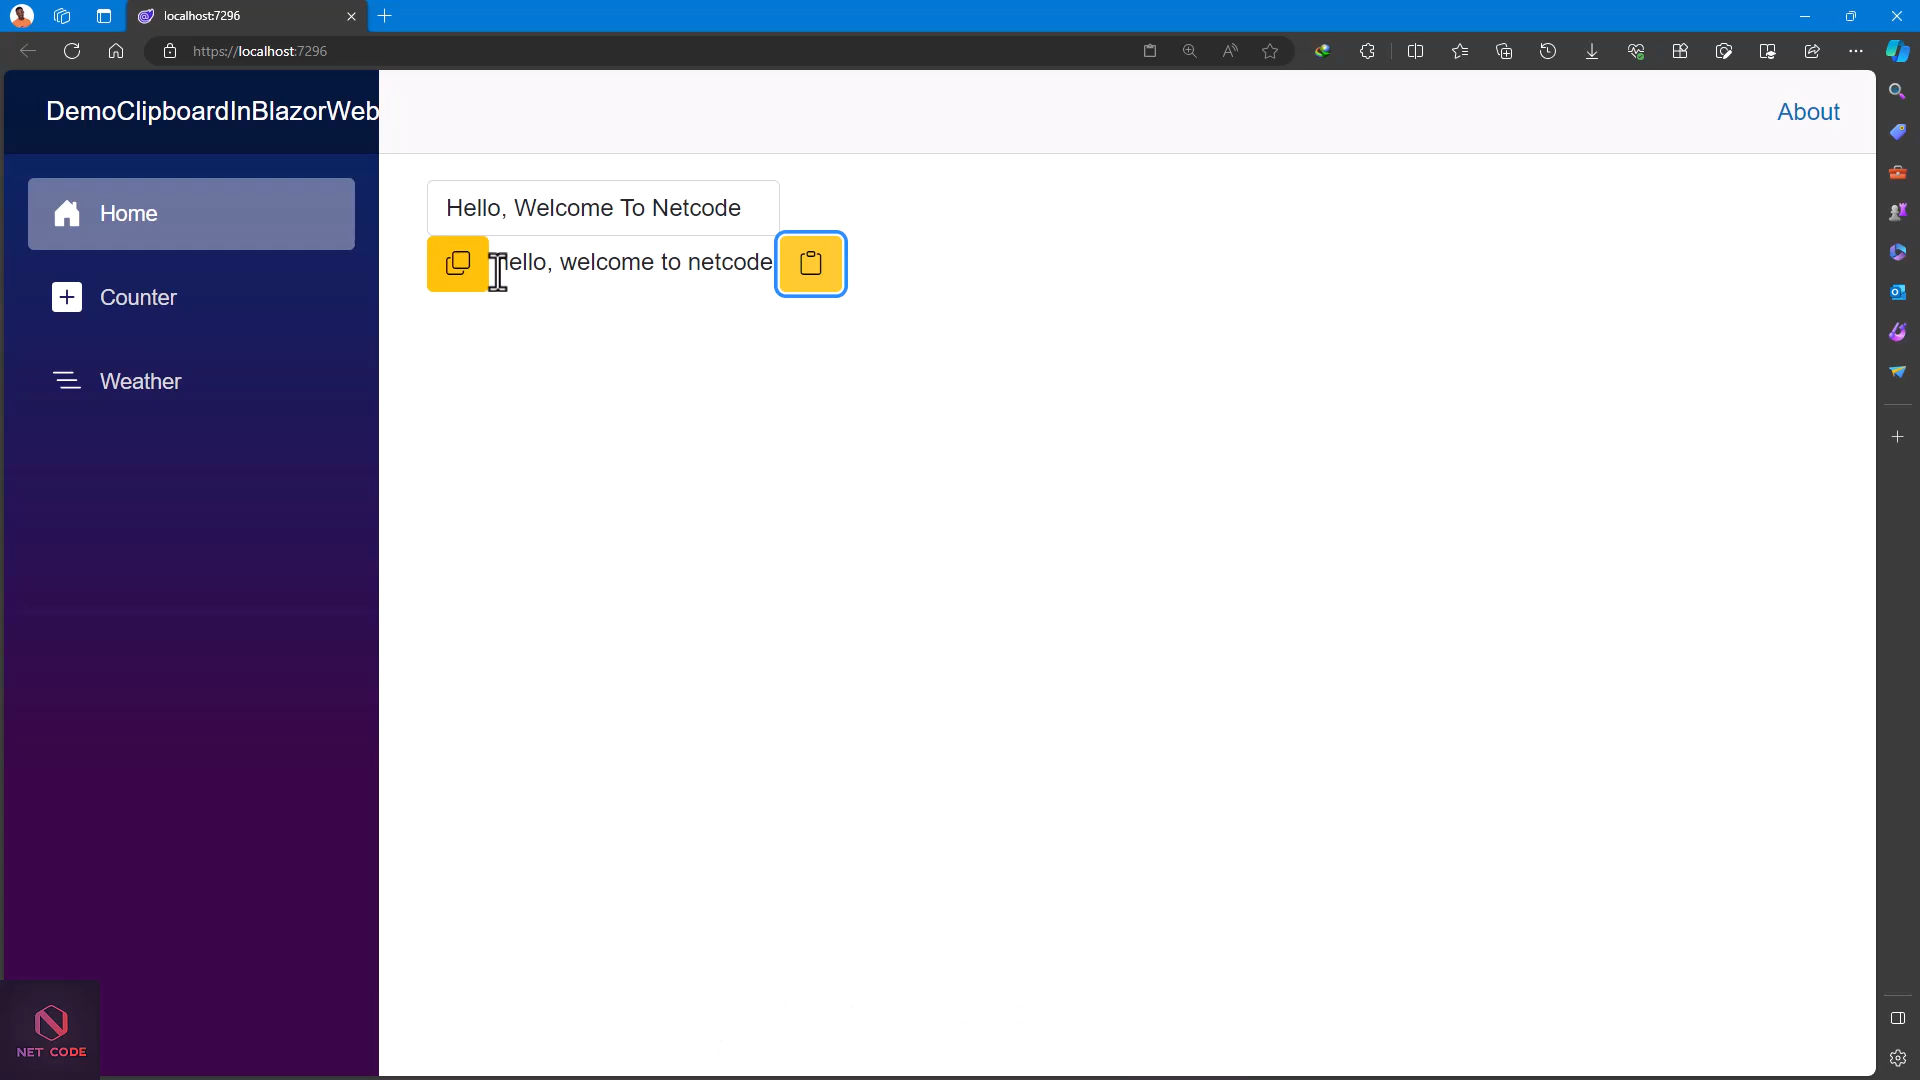 localhost:7296
https://localhost:7296
DemoClipboardInBlazorWeb
About
Home
Counter
Weather
Hello, Welcome To Netcode
hello, welcome to netcode
NET CODE